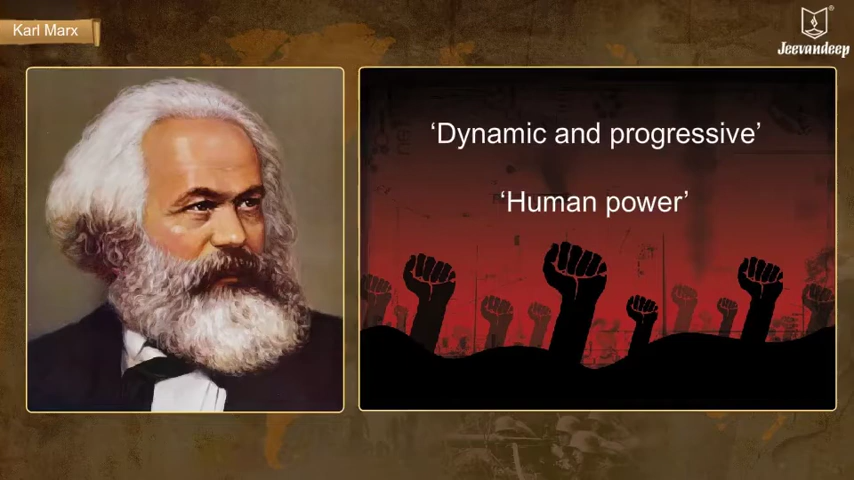 Karl Marx
Jeevandeep
‘Dynamic and progressive’
‘Human power’